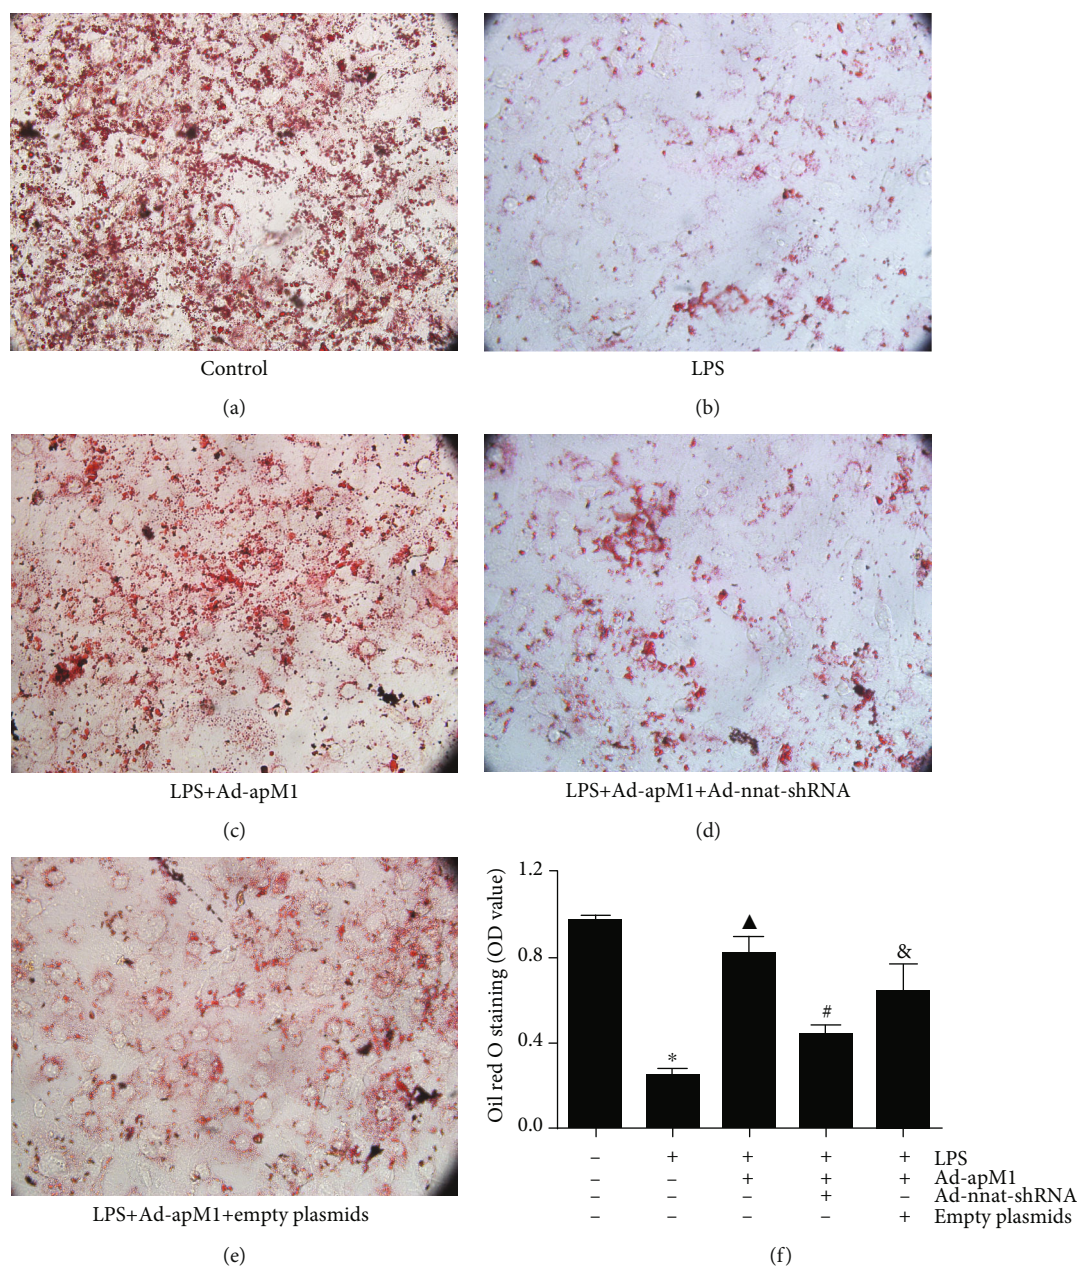 Control
(a)
LPS
(b)
LPS+Ad-apM1
(c)
LPS+Ad-apM1+Ad-nnat-shRNA
(d)
LPS+Ad-apM1+empty plasmids
(e)
Oil red O staining (OD value)
1.2
0.8
0.4
0.0
*
▲
#
&
– + + + + LPS
– – + + + Ad-apM1
– – – + – Ad-nnat-shRNA
– – – – + Empty plasmids
(f)